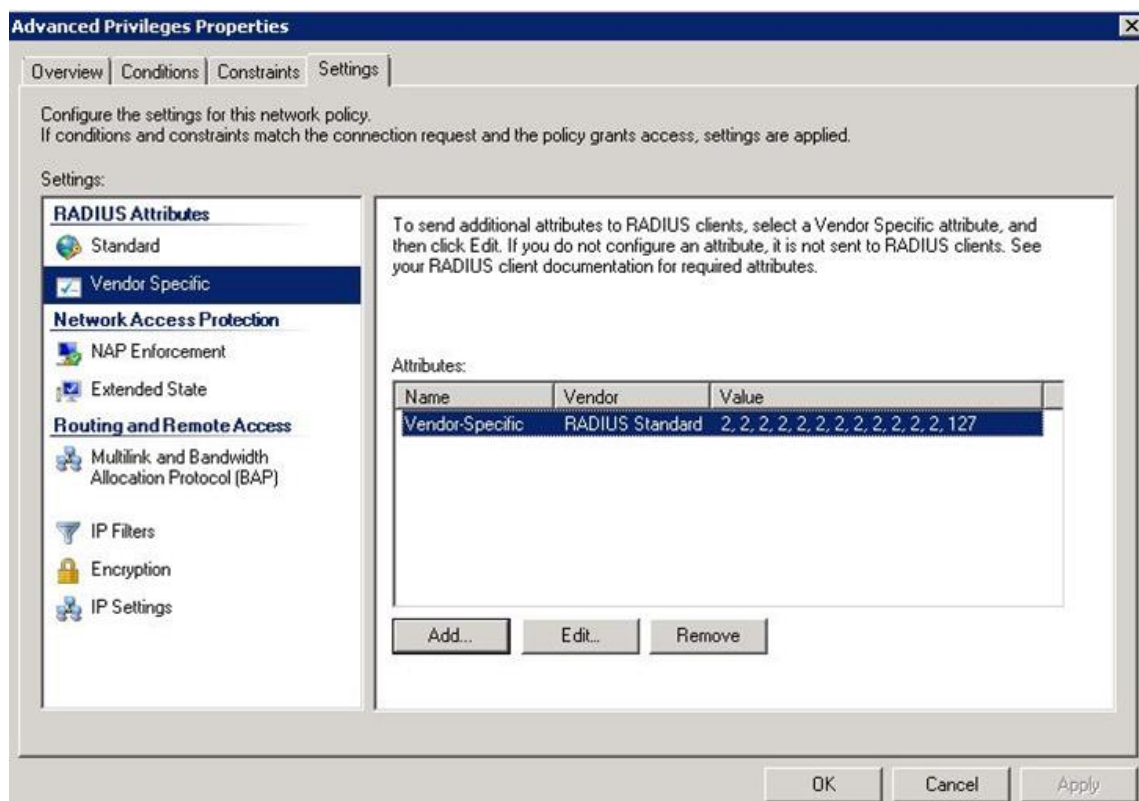 Advanced Privileges Properties
Overview Conditions Constraints Settings
Configure the settings for this network policy.
If conditions and constraints match the connection request and the policy grants access, settings are applied.
Settings:
RADIUS Attributes
Standard
Vendor Specific
Network Access Protection
NAP Enforcement
Extended State
Routing and Remote Access
Multilink and Bandwidth
Allocation Protocol (BAP)
IP Filters
Encryption
IP Settings
To send additional attributes to RADIUS clients, select a Vendor Specific attribute, and
then click Edit. If you do not configure an attribute, it is not sent to RADIUS clients. See
your RADIUS client documentation for required attributes.
Attributes:
Name Vendor Value
Vendor-Specific RADIUS Standard 2, 2, 2, 2, 2, 2, 2, 2, 2, 2, 2, 2, 127
Add... Edit... Remove
OK Cancel Apply